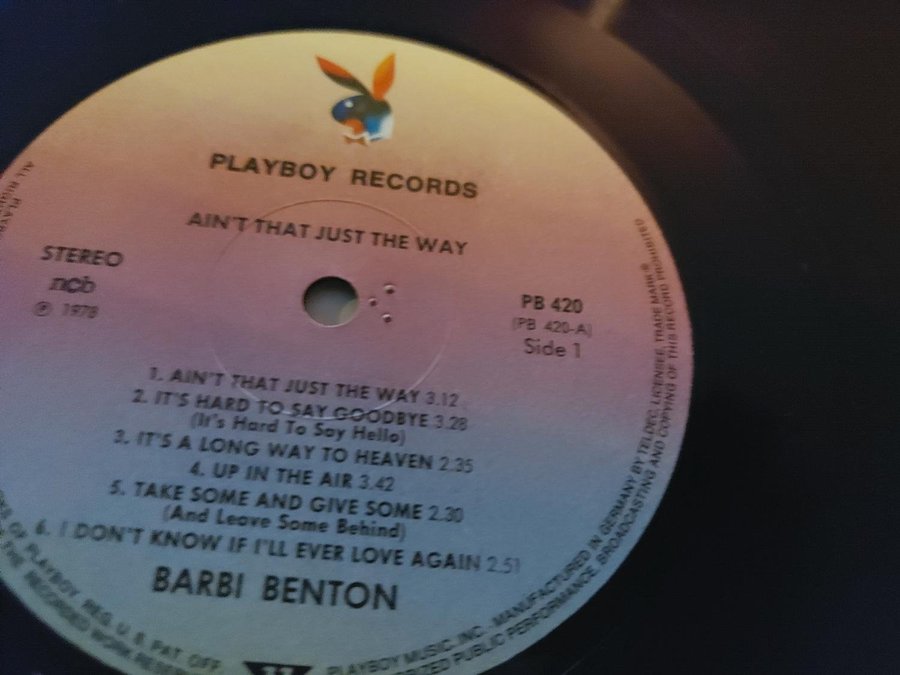 PLAYBOY RECORDS
AIN'T THAT JUST THE WAY
STEREO
ncb
℗ 1978
PB 420
(PB 420-A)
Side 1
1. AIN'T THAT JUST THE WAY 3.12
2. IT'S HARD TO SAY GOODBYE 3.28
(It's Hard To Say Hello)
3. IT'S A LONG WAY TO HEAVEN 2.35
4. UP IN THE AIR 3.42
5. TAKE SOME AND GIVE SOME 2.30
(And Leave Some Behind)
6. I DON'T KNOW IF I'LL EVER LOVE AGAIN 2.51
BARBI BENTON
OF PLAYBOY REG. U.S. PAT OFF
PLAYBOY MUSIC, INC. - MANUFACTURED IN GERMANY BY TELDEC, LICENSEE, TRADE MARK ®
THE RECORDED WORK
PUBLIC PERFORMANCE, BROADCASTING AND COPYING OF THIS RECORD PROHIBITED